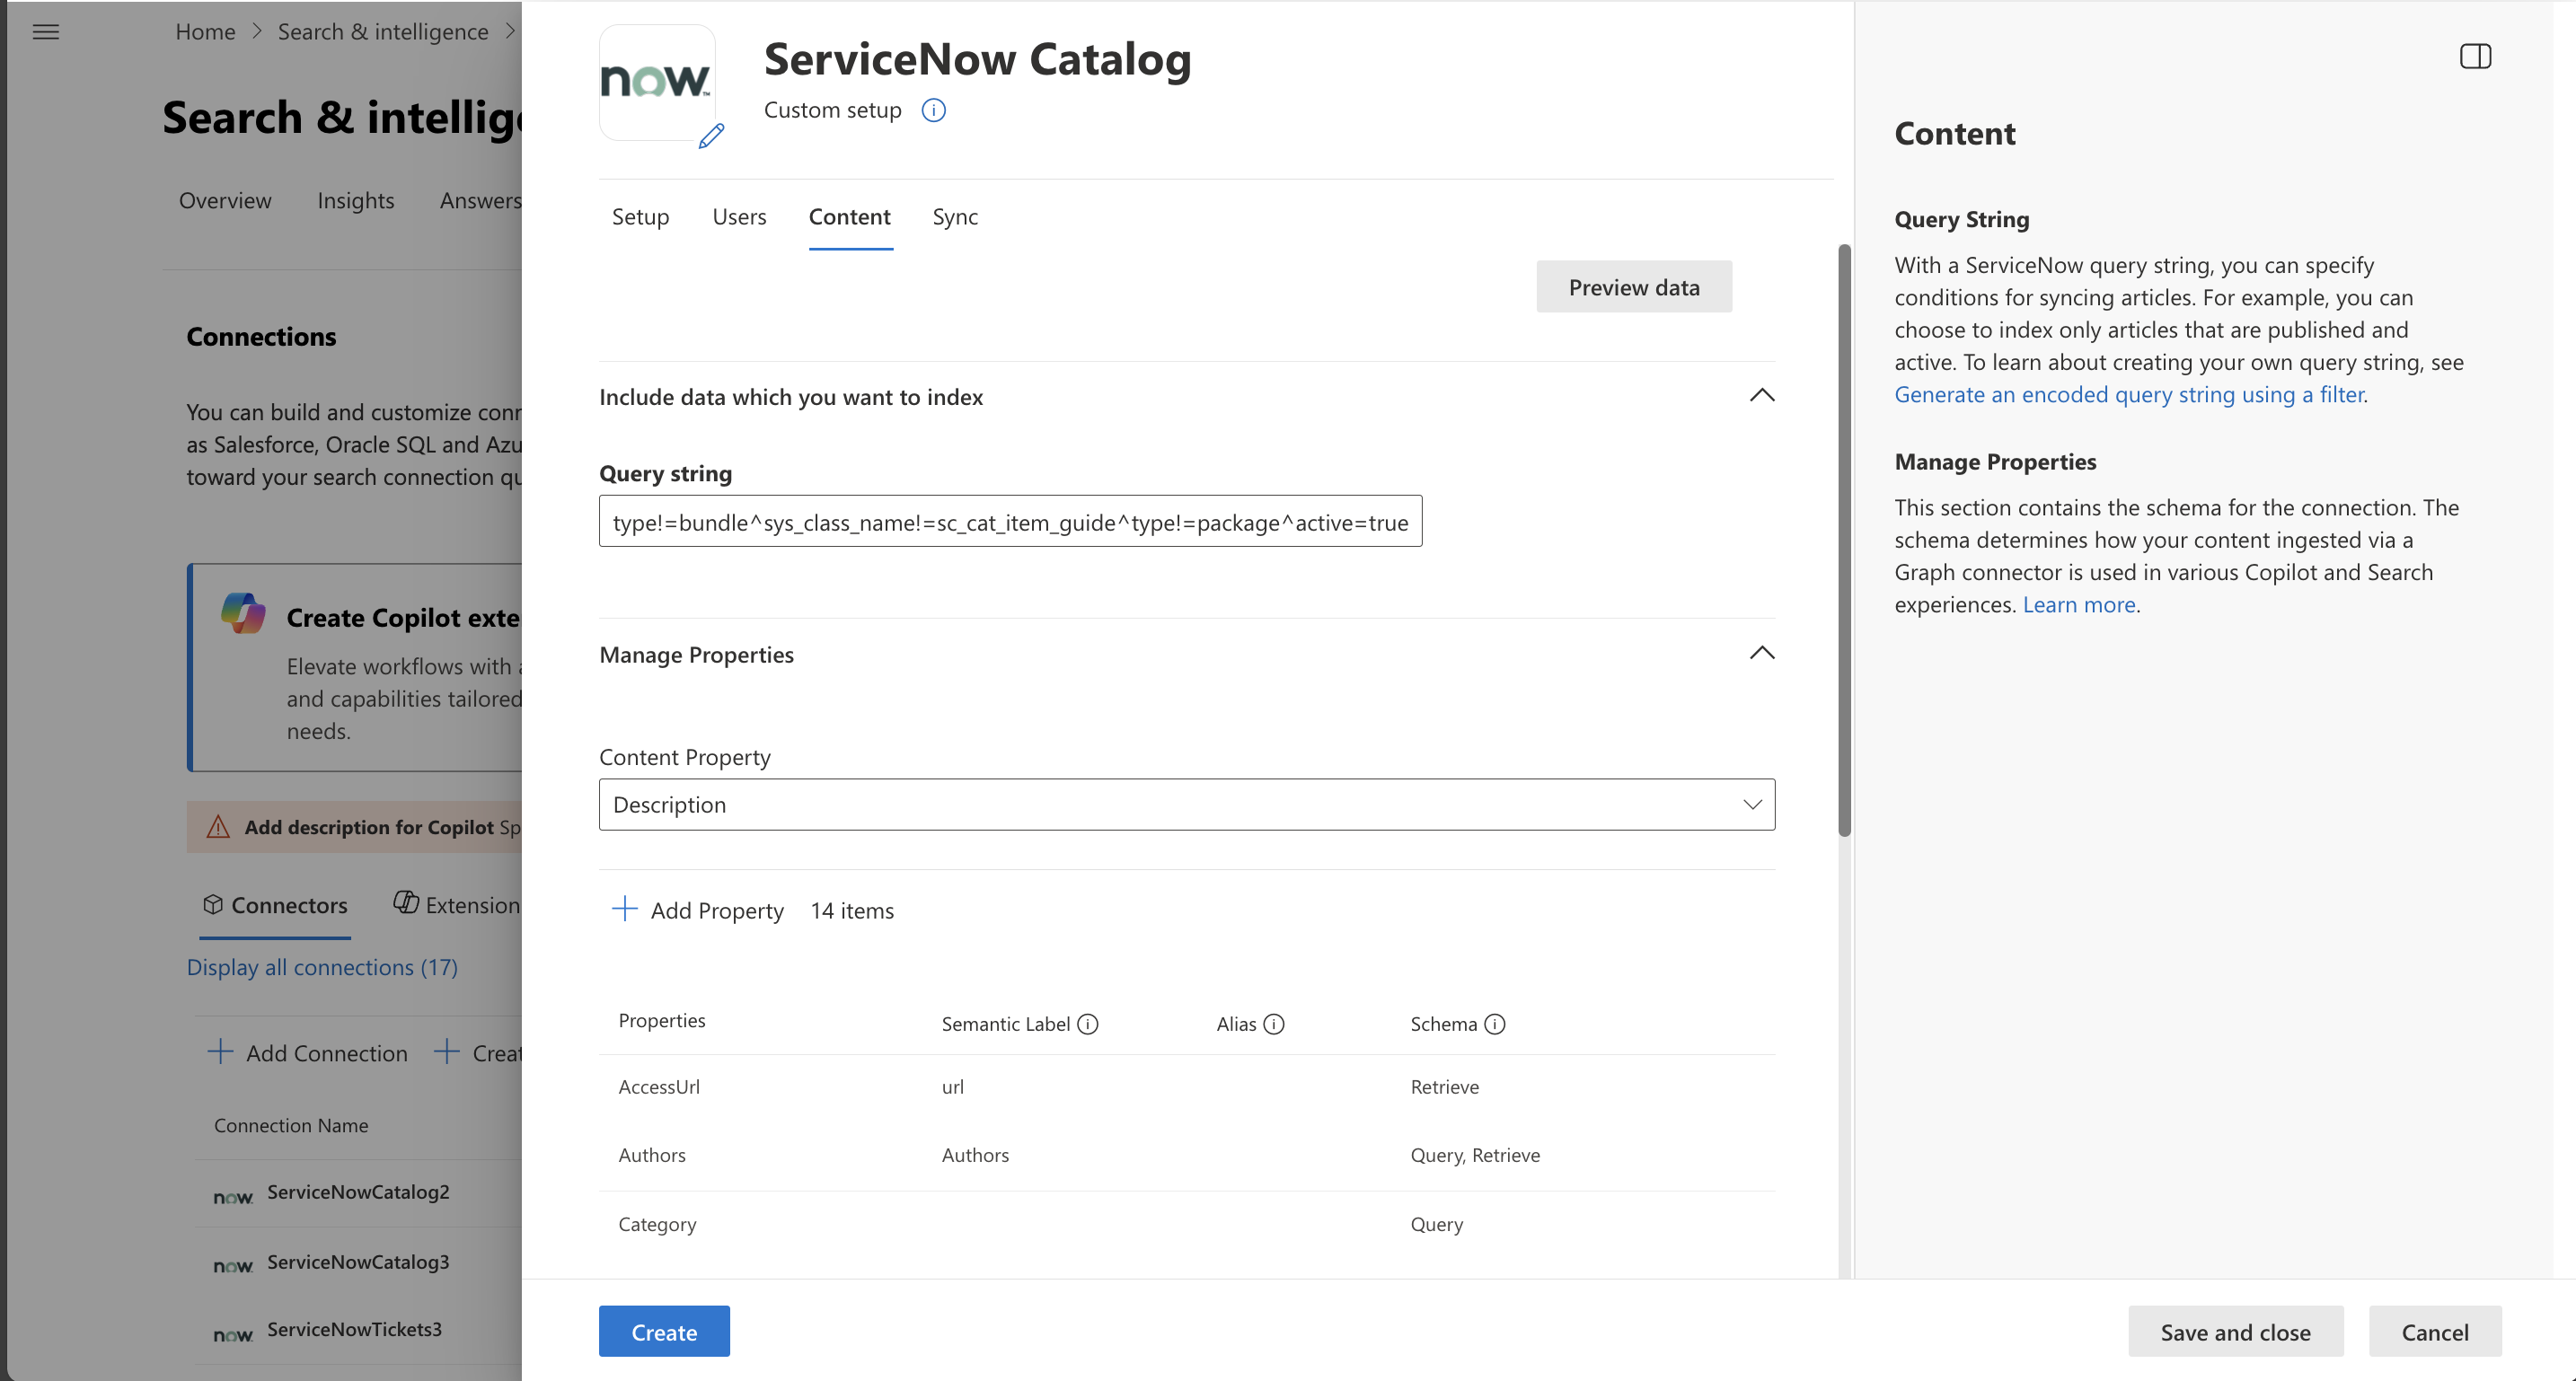 Home > Search & intelligence >
Search & intellige
Overview Insights Answers
Connections
You can build and customize conn
as Salesforce, Oracle SQL and Azu
toward your search connection qu
Create Copilot exte
Elevate workflows with a
and capabilities tailored
needs.
Add description for Copilot Sp
Connectors Extension
Display all connections (17)
+ Add Connection + Creat
Connection Name
now. ServiceNowCatalog2
now. ServiceNowCatalog3
now. ServiceNowTickets3
now.™
ServiceNow Catalog
Custom setup
Setup Users Content Sync
Preview data
Include data which you want to index
Query string
type!=bundle^sys_class_name!=sc_cat_item_guide^type!=package^active=true
Manage Properties
Content Property
Description
+ Add Property 14 items
Properties Semantic Label Alias Schema
AccessUrl url Retrieve
Authors Authors Query, Retrieve
Category Query
Create Save and close Cancel
Content
Query String
With a ServiceNow query string, you can specify
conditions for syncing articles. For example, you can
choose to index only articles that are published and
active. To learn about creating your own query string, see
Generate an encoded query string using a filter.
Manage Properties
This section contains the schema for the connection. The
schema determines how your content ingested via a
Graph connector is used in various Copilot and Search
experiences. Learn more.